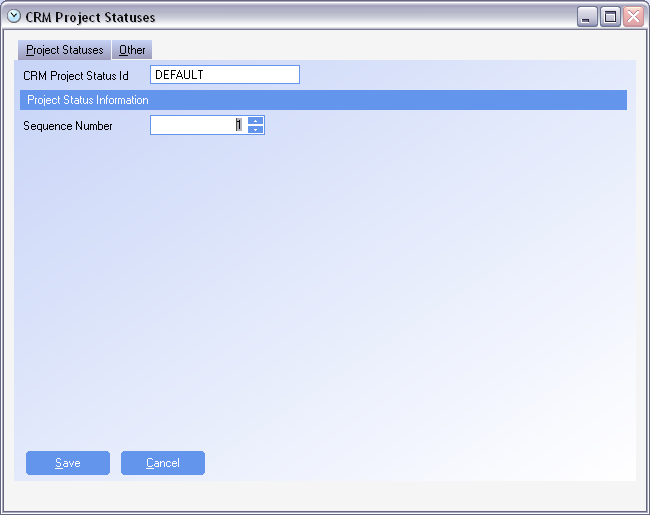 CRM Project Statuses
Project Statuses Other
CRM Project Status Id DEFAULT
Project Status Information
Sequence Number 1
Save Cancel